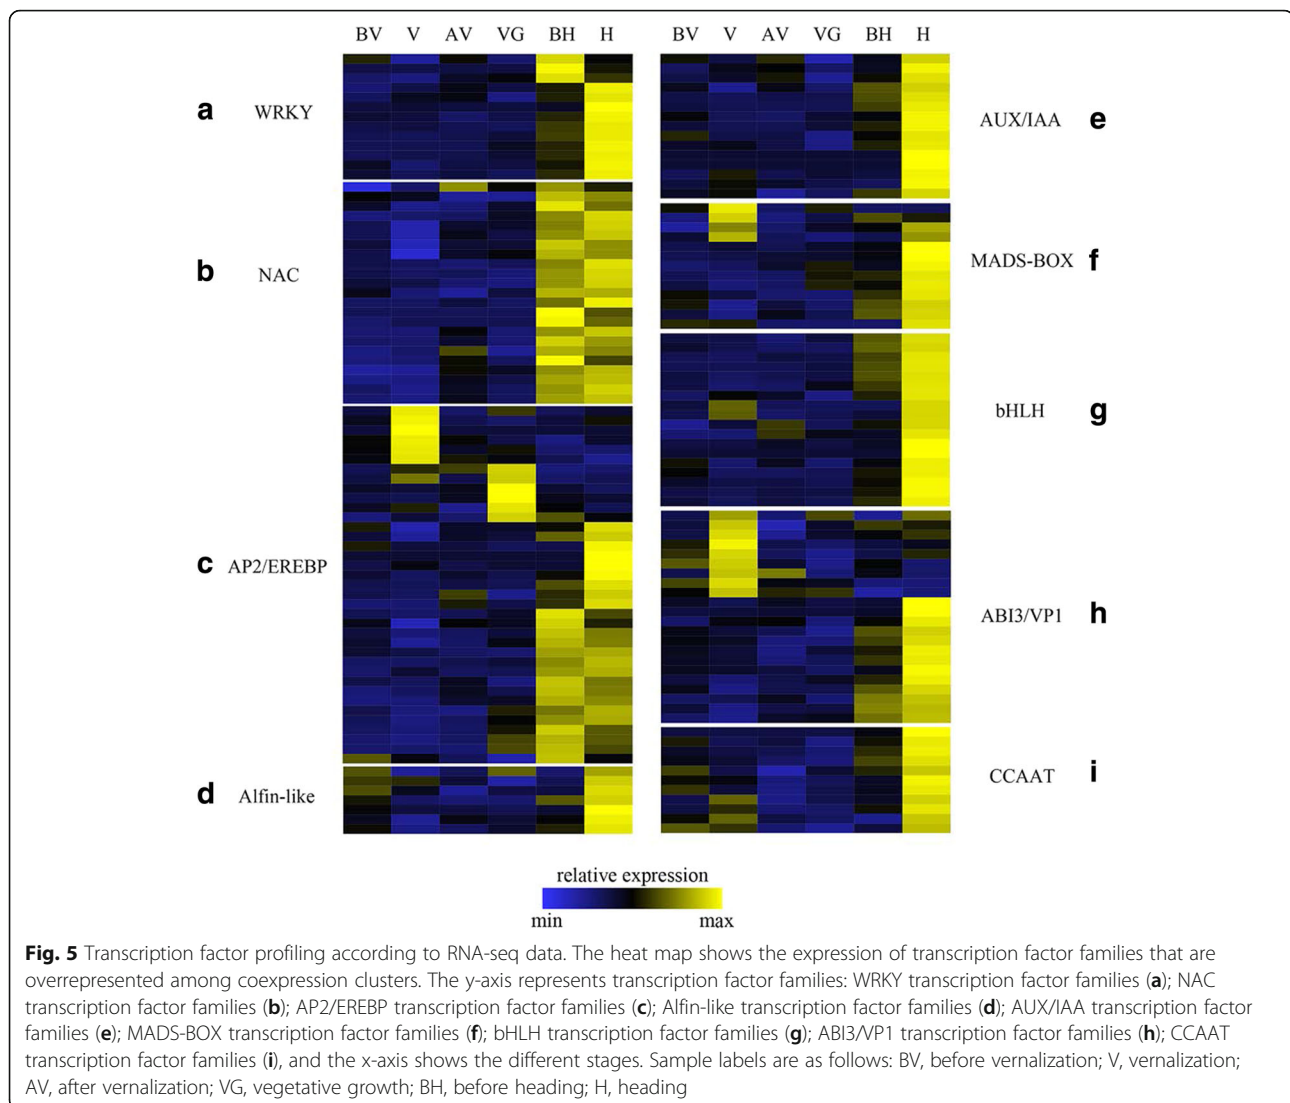 BV V AV VG BH H
a WRKY
b NAC
c AP2/EREBP
d Alfin-like
BV V AV VG BH H
AUX/IAA e
MADS-BOX f
bHLH g
ABI3/VP1 h
CCAAT i
relative expression
min max
Fig. 5 Transcription factor profiling according to RNA-seq data. The heat map shows the expression of transcription factor families that are
overrepresented among coexpression clusters. The y-axis represents transcription factor families: WRKY transcription factor families (a); NAC
transcription factor families (b); AP2/EREBP transcription factor families (c); Alfin-like transcription factor families (d); AUX/IAA transcription factor
families (e); MADS-BOX transcription factor families (f); bHLH transcription factor families (g); ABI3/VP1 transcription factor families (h); CCAAT
transcription factor families (i), and the x-axis shows the different stages. Sample labels are as follows: BV, before vernalization; V, vernalization;
AV, after vernalization; VG, vegetative growth; BH, before heading; H, heading